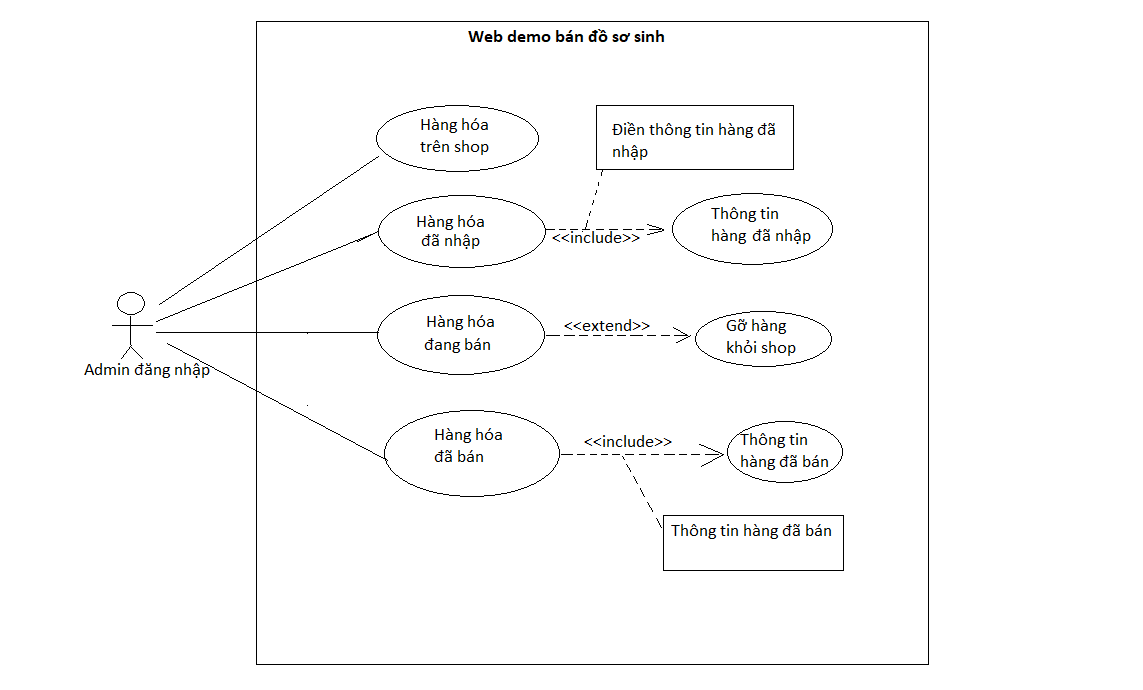 Web demo bán đồ sơ sinh
Hàng hóa
trên shop
Điền thông tin hàng đã
nhập
Hàng hóa
đã nhập
<<include>>
Thông tin
hàng đã nhập
Hàng hóa
đang bán
<<extend>>
Gỡ hàng
khỏi shop
Admin đăng nhập
Hàng hóa
đã bán
<<include>>
Thông tin
hàng đã bán
Thông tin hàng đã bán